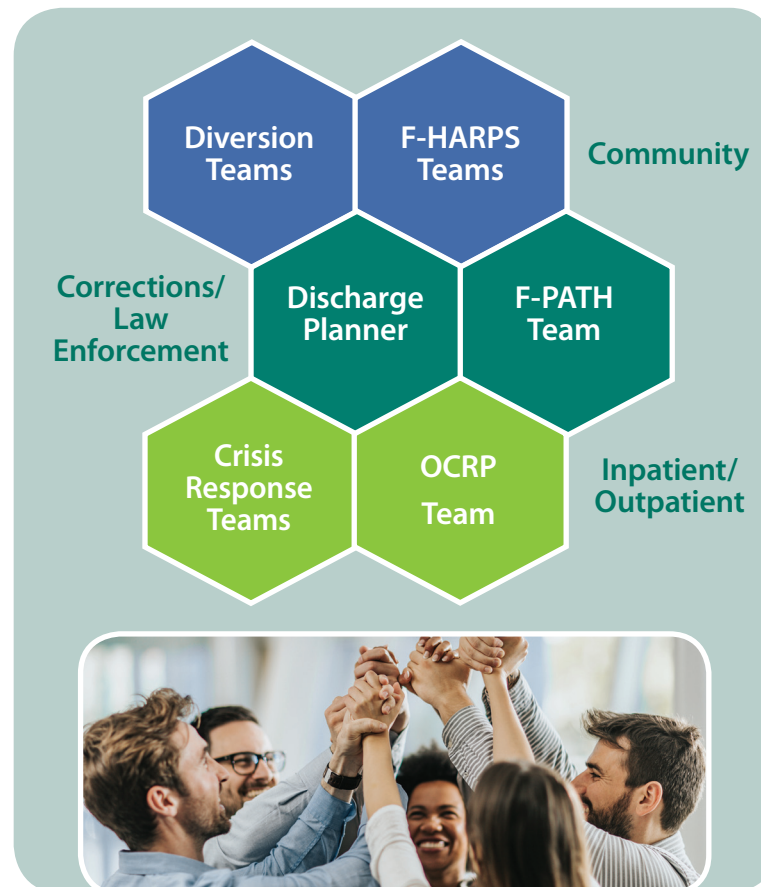 Diversion
Teams
F-HARPS
Teams
Community
Corrections/
Law
Enforcement
Discharge
Planner
F-PATH
Team
Crisis
Response
Teams
OCRP
Team
Inpatient/
Outpatient